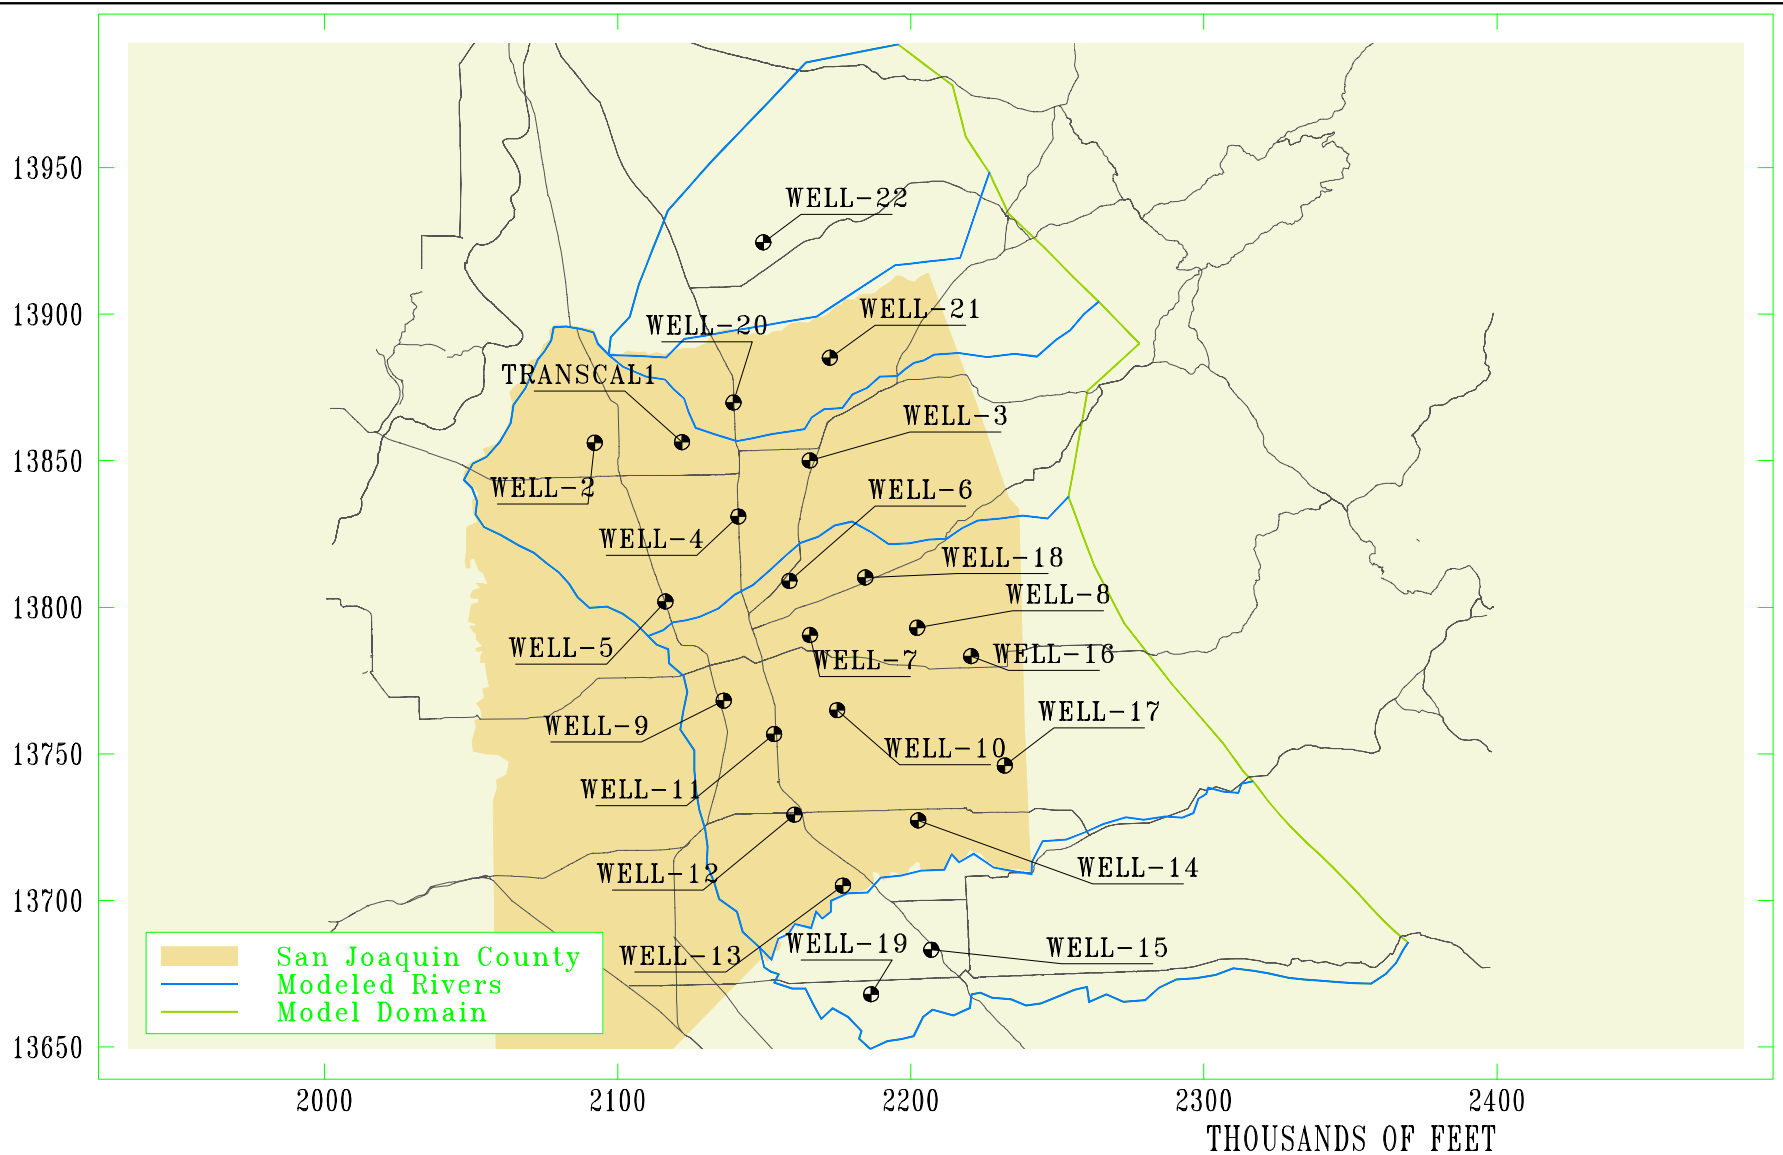 13950
WELL-22
13900
WELL-21
WELL-20
TRANSCAL1
WELL-3
13850
WELL-2
WELL-6
WELL-4
WELL-18
WELL-8
13800
WELL-5
WELL-7
WELL-16
WELL-17
WELL-9
WELL-10
13750
WELL-11
WELL-12
WELL-14
13700
WELL-13
WELL-19
WELL-15
San Joaquin County
Modeled Rivers
Model Domain
13650
2000
2100
2200
2300
2400
THOUSANDS OF FEET